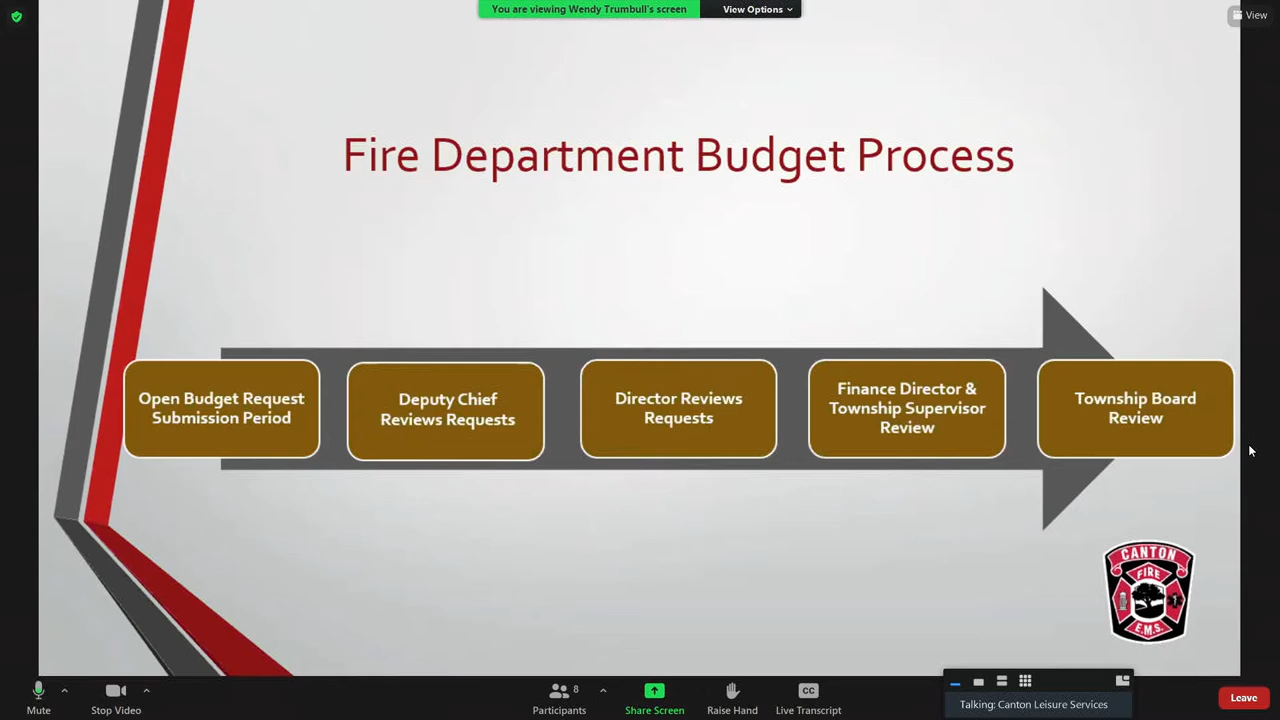 You are viewing Wendy Trumbull's screen
View Options
View
Fire Department Budget Process
Open Budget Request
Submission Period
Deputy Chief
Reviews Requests
Director Reviews
Requests
Finance Director &
Township Supervisor
Review
Township Board
Review
CANTON
FIRE
E.M.S.
Mute
Stop Video
8
Participants
Share Screen
Raise Hand
CC
Live Transcript
Talking: Canton Leisure Services
Leave